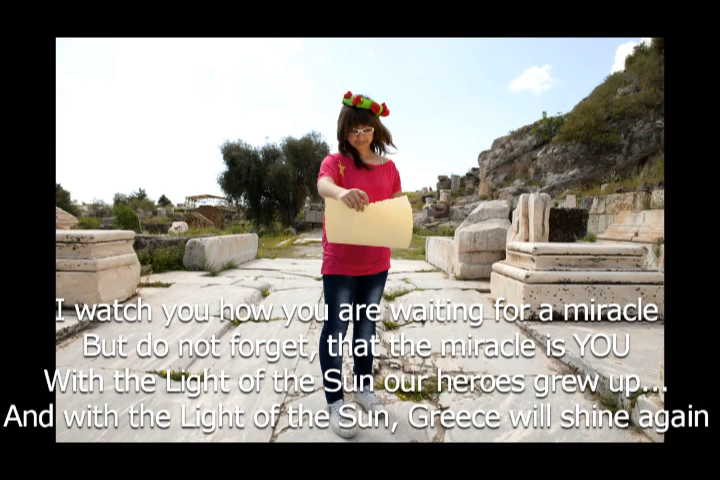 I watch you how you are waiting for a miracle
But do not forget, that the miracle is YOU
With the Light of the Sun our heroes grew up...
And with the Light of the Sun, Greece will shine again